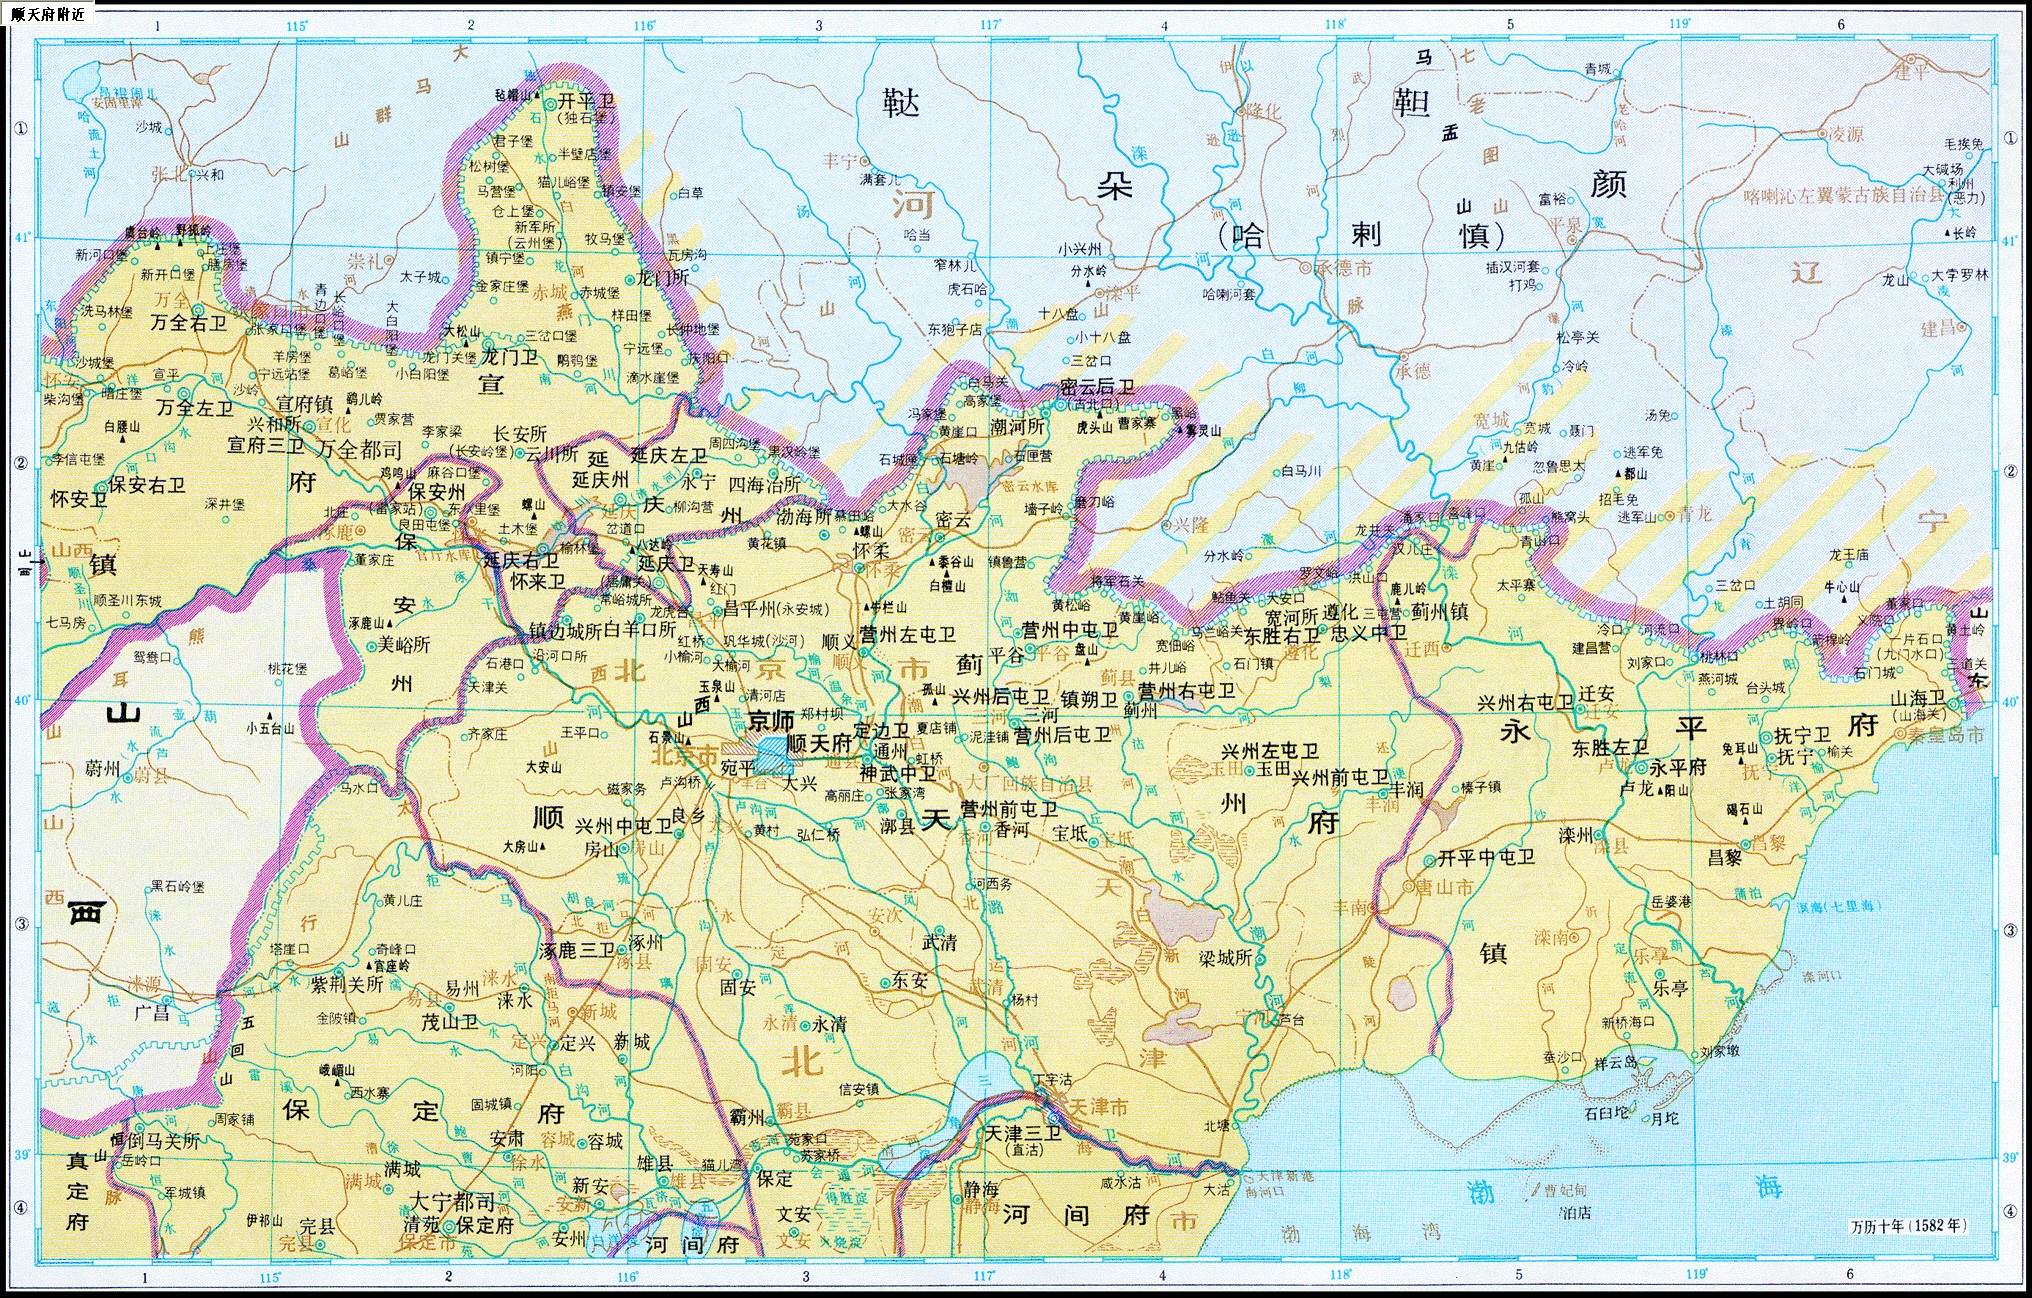 顺天府附近
1
115°
2
116°
3
117°
4
118°
5
119°
6
鞑
靼
朵
颜
(哈
剌
慎)
大
马
群
山
毡帽山
开平卫
(独石堡)
君子堡
半壁店堡
松树堡
猫儿峪堡
马营堡
镇安堡
仓上堡
新军所
(云州堡)
牧马堡
镇宁堡
龙门所
金家庄堡
赤城
赤城堡
样田堡
三岔口堡
长伸地堡
宁远堡
滴水崖堡
白草
瓦房沟
沙城
张北
兴和
丰宁
满套儿
哈当
窄林儿
虎石哈
东狍子店
小兴州
分水岭
滦平
十八盘
小十八盘
三岔口
隆化
承德市
哈喇河套
承德
青城
建平
凌源
毛挨兔
大碱场
利州
(恶力)
喀喇沁左翼蒙古族自治县
富裕
平泉
长岭
插汉河套
打鸡
龙山
大孛罗林
建昌
松亭关
冷岭
汤兔
宽城
聂门
九估岭
黄崖
忽鲁思太
逃军兔
都山
孤山
招毛兔
逃军山
青龙
熊窝头
青山口
河
辽
宁
虞台岭
野狐岭
新河口堡
新开口堡
膳房堡
万全
洗马林堡
万全右卫
张家口市
张家口堡
崇礼
太子城
大白阳堡
大松山
龙门卫
龙门关堡
羊房堡
宁远站堡
葛峪堡
小白阳堡
宣
沙城堡
怀安
宣平
柴沟堡
沙岭
万全左卫
宣府镇
鹞儿岭
兴和所
宣化
贾家营
宣府三卫
万全都司
李家梁
白腰山
李信屯堡
府
保安右卫
怀安卫
深井堡
镇
鸡鸣山
麻谷口堡
保安州
(雷家站)
良田屯堡
长安所
(长安岭堡)
云川所
延
延庆左卫
延庆州
永宁
四海治所
周四沟堡
黑汉岭堡
庆
州
柳沟营
岔道口
八达岭
螺山
土木堡
榆林堡
延庆右卫
怀来卫
延庆卫
(居庸关)
渤海所
慕田峪
黄花镇
怀柔
密云
大水谷
石城匣
石塘岭
石匣营
冯家堡
黄崖口
白马关
高家堡
潮河所
密云后卫
(古北口)
虎头山
曹家寨
黑峪
雾灵山
密云水库
墙子岭
磨刀峪
兴隆
白马川
镇鲁营
黍谷山
白檀山
将军石关
黄松峪
黄崖峪
分水岭
罗文峪
洪山口
龙井关
潘家口
喜峰口
汉儿庄
太平寨
鹿儿岭
三屯营
蓟州镇
遵化
忠义中卫
宽河所
东胜右卫
大安口
鲇鱼关
马兰峪关
宽佃峪
石门镇
井儿峪
迁西
山西
顺圣川东城
七马房
北庄
涿鹿
董家庄
保
安
州
涿鹿山
美峪所
鸳鸯口
桃花堡
小五台山
蔚州
蔚县
山
西
镇边城所
白羊口所
常峪城所
天寿山
红门
昌平州(永安城)
龙虎台
红桥
巩华城(沙河)
小榆河
大榆河
沿河口所
石港口
天津关
玉泉山
清河店
牛栏山
顺义
营州左屯卫
营州中屯卫
平谷
盘山
北
京
市
蓟
孤山
兴州后屯卫
镇朔卫
蓟县
蓟州
营州右屯卫
三河
营州后屯卫
夏店铺
泥洼铺
京师
郑村坝
顺天府
定边卫
通州
虹桥
神武中卫
张家湾
高丽庄
石景山
北京市
宛平
大兴
大厂回族自治县
齐家庄
王平口
大安山
磁家务
卢沟桥
良乡
顺
兴州中屯卫
房山
大房山
黄村
弘仁桥
漷县
天
营州前屯卫
香河
宝坻
兴州左屯卫
玉田
兴州前屯卫
丰润
州
府
榛子镇
永
平
府
兴州右屯卫
迁安
东胜左卫
永平府
卢龙
阳山
滦州
滦县
昌黎
碣石山
抚宁卫
抚宁
榆关
兔耳山
山海卫
(山海关)
秦皇岛市
建昌营
冷口
河流口
刘家口
桃林口
燕河城
台头城
界岭口
箭捍岭
义院口
董家口
一片石口
(九门水口)
黄土岭
三道关
石门城
龙王庙
牛心山
三岔口
土胡同
山
东
马水口
黑石岭堡
塔崖口
黄儿庄
奇峰口
官座岭
紫荆关所
涞源
广昌
易州
易县
涞水
茂山卫
金陂镇
五
回
山
峨嵋山
西水寨
周家铺
涿鹿三卫
涿州
涿县
新城
定兴
河阳
固城镇
固安
永清
安次
东安
武清
杨村
河西务
天
津
市
北
梁城所
宁河
芦台
丰南
唐山市
开平中屯卫
镇
滦南
乐亭
岳婆港
新桥海口
蚕沙口
祥云岛
刘家墩
石臼坨
月坨
滦河口
溟海(七里海)
蒲泊
保
定
府
安肃
容城
徐水
满城
雄县
新安
大宁都司
清苑
保定府
安州
完县
伊祁山
恒
山
倒马关所
岳岭口
军城镇
真
定
府
霸州
霸县
信安镇
苑家口
苏家桥
猫儿湾
保定
文安
得胜淀
火烧淀
白洋淀
丁字沽
天津市
天津三卫
(直沽)
静海
咸水沽
大沽
北塘
天津新港
海河口
河
间
府
渤
海
渤
海
湾
曹妃甸
泊店
万历十年(1582年)
41°
40°
39°
①
②
③
④